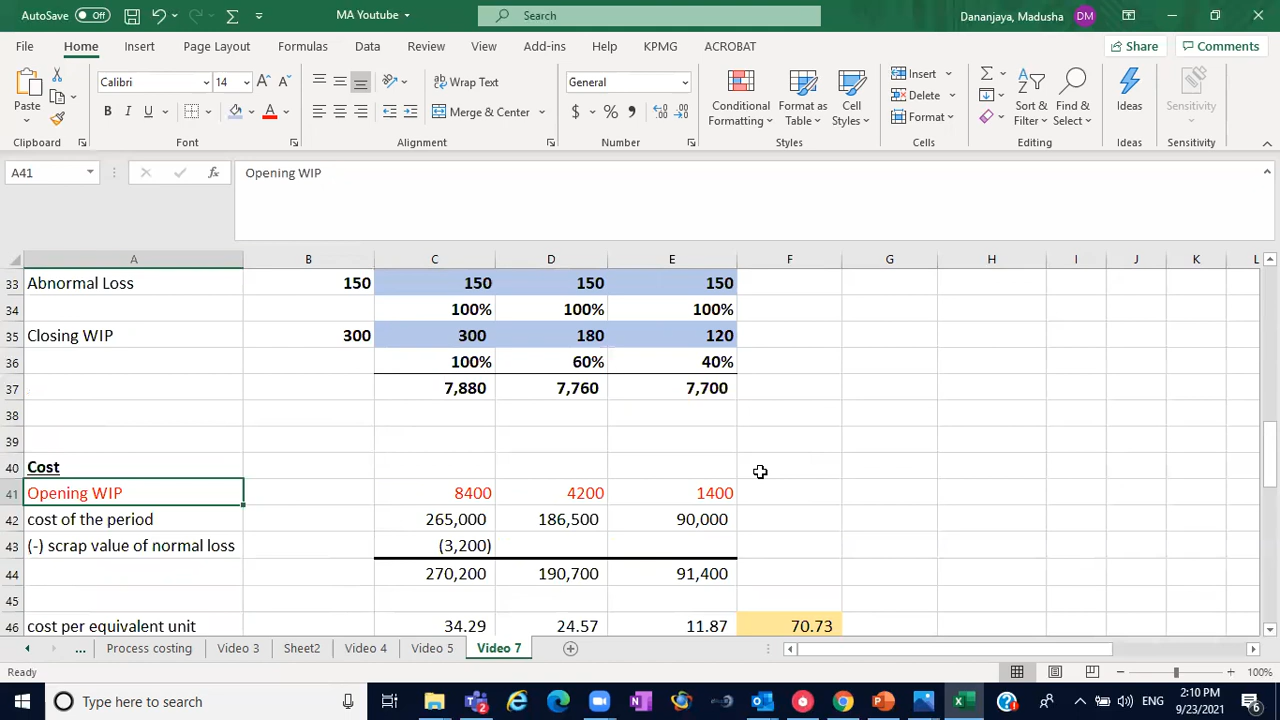 AutoSave Off MA Youtube Search Dananjaya, Madusha DM
File Home Insert Page Layout Formulas Data Review View Add-ins Help KPMG ACROBAT Share Comments
Paste Calibri 14 Wrap Text General Conditional Formatting Format as Table Cell Styles Insert Delete Format Sort & Filter Find & Select Ideas Sensitivity
B I U Merge & Center $ %
Clipboard Font Alignment Number Styles Cells Editing Ideas Sensitivity
A41 fx Opening WIP
A B C D E F G H I J K L
33 Abnormal Loss 150 150 150 150
34 100% 100% 100%
35 Closing WIP 300 300 180 120
36 100% 60% 40%
37 7,880 7,760 7,700
38
39
40 Cost
41 Opening WIP 8400 4200 1400
42 cost of the period 265,000 186,500 90,000
43 (-) scrap value of normal loss (3,200)
44 270,200 190,700 91,400
45
46 cost per equivalent unit 34.29 24.57 11.87 70.73
... Process costing Video 3 Sheet2 Video 4 Video 5 Video 7
Ready 100%
Type here to search ENG 2:10 PM 9/23/2021 6